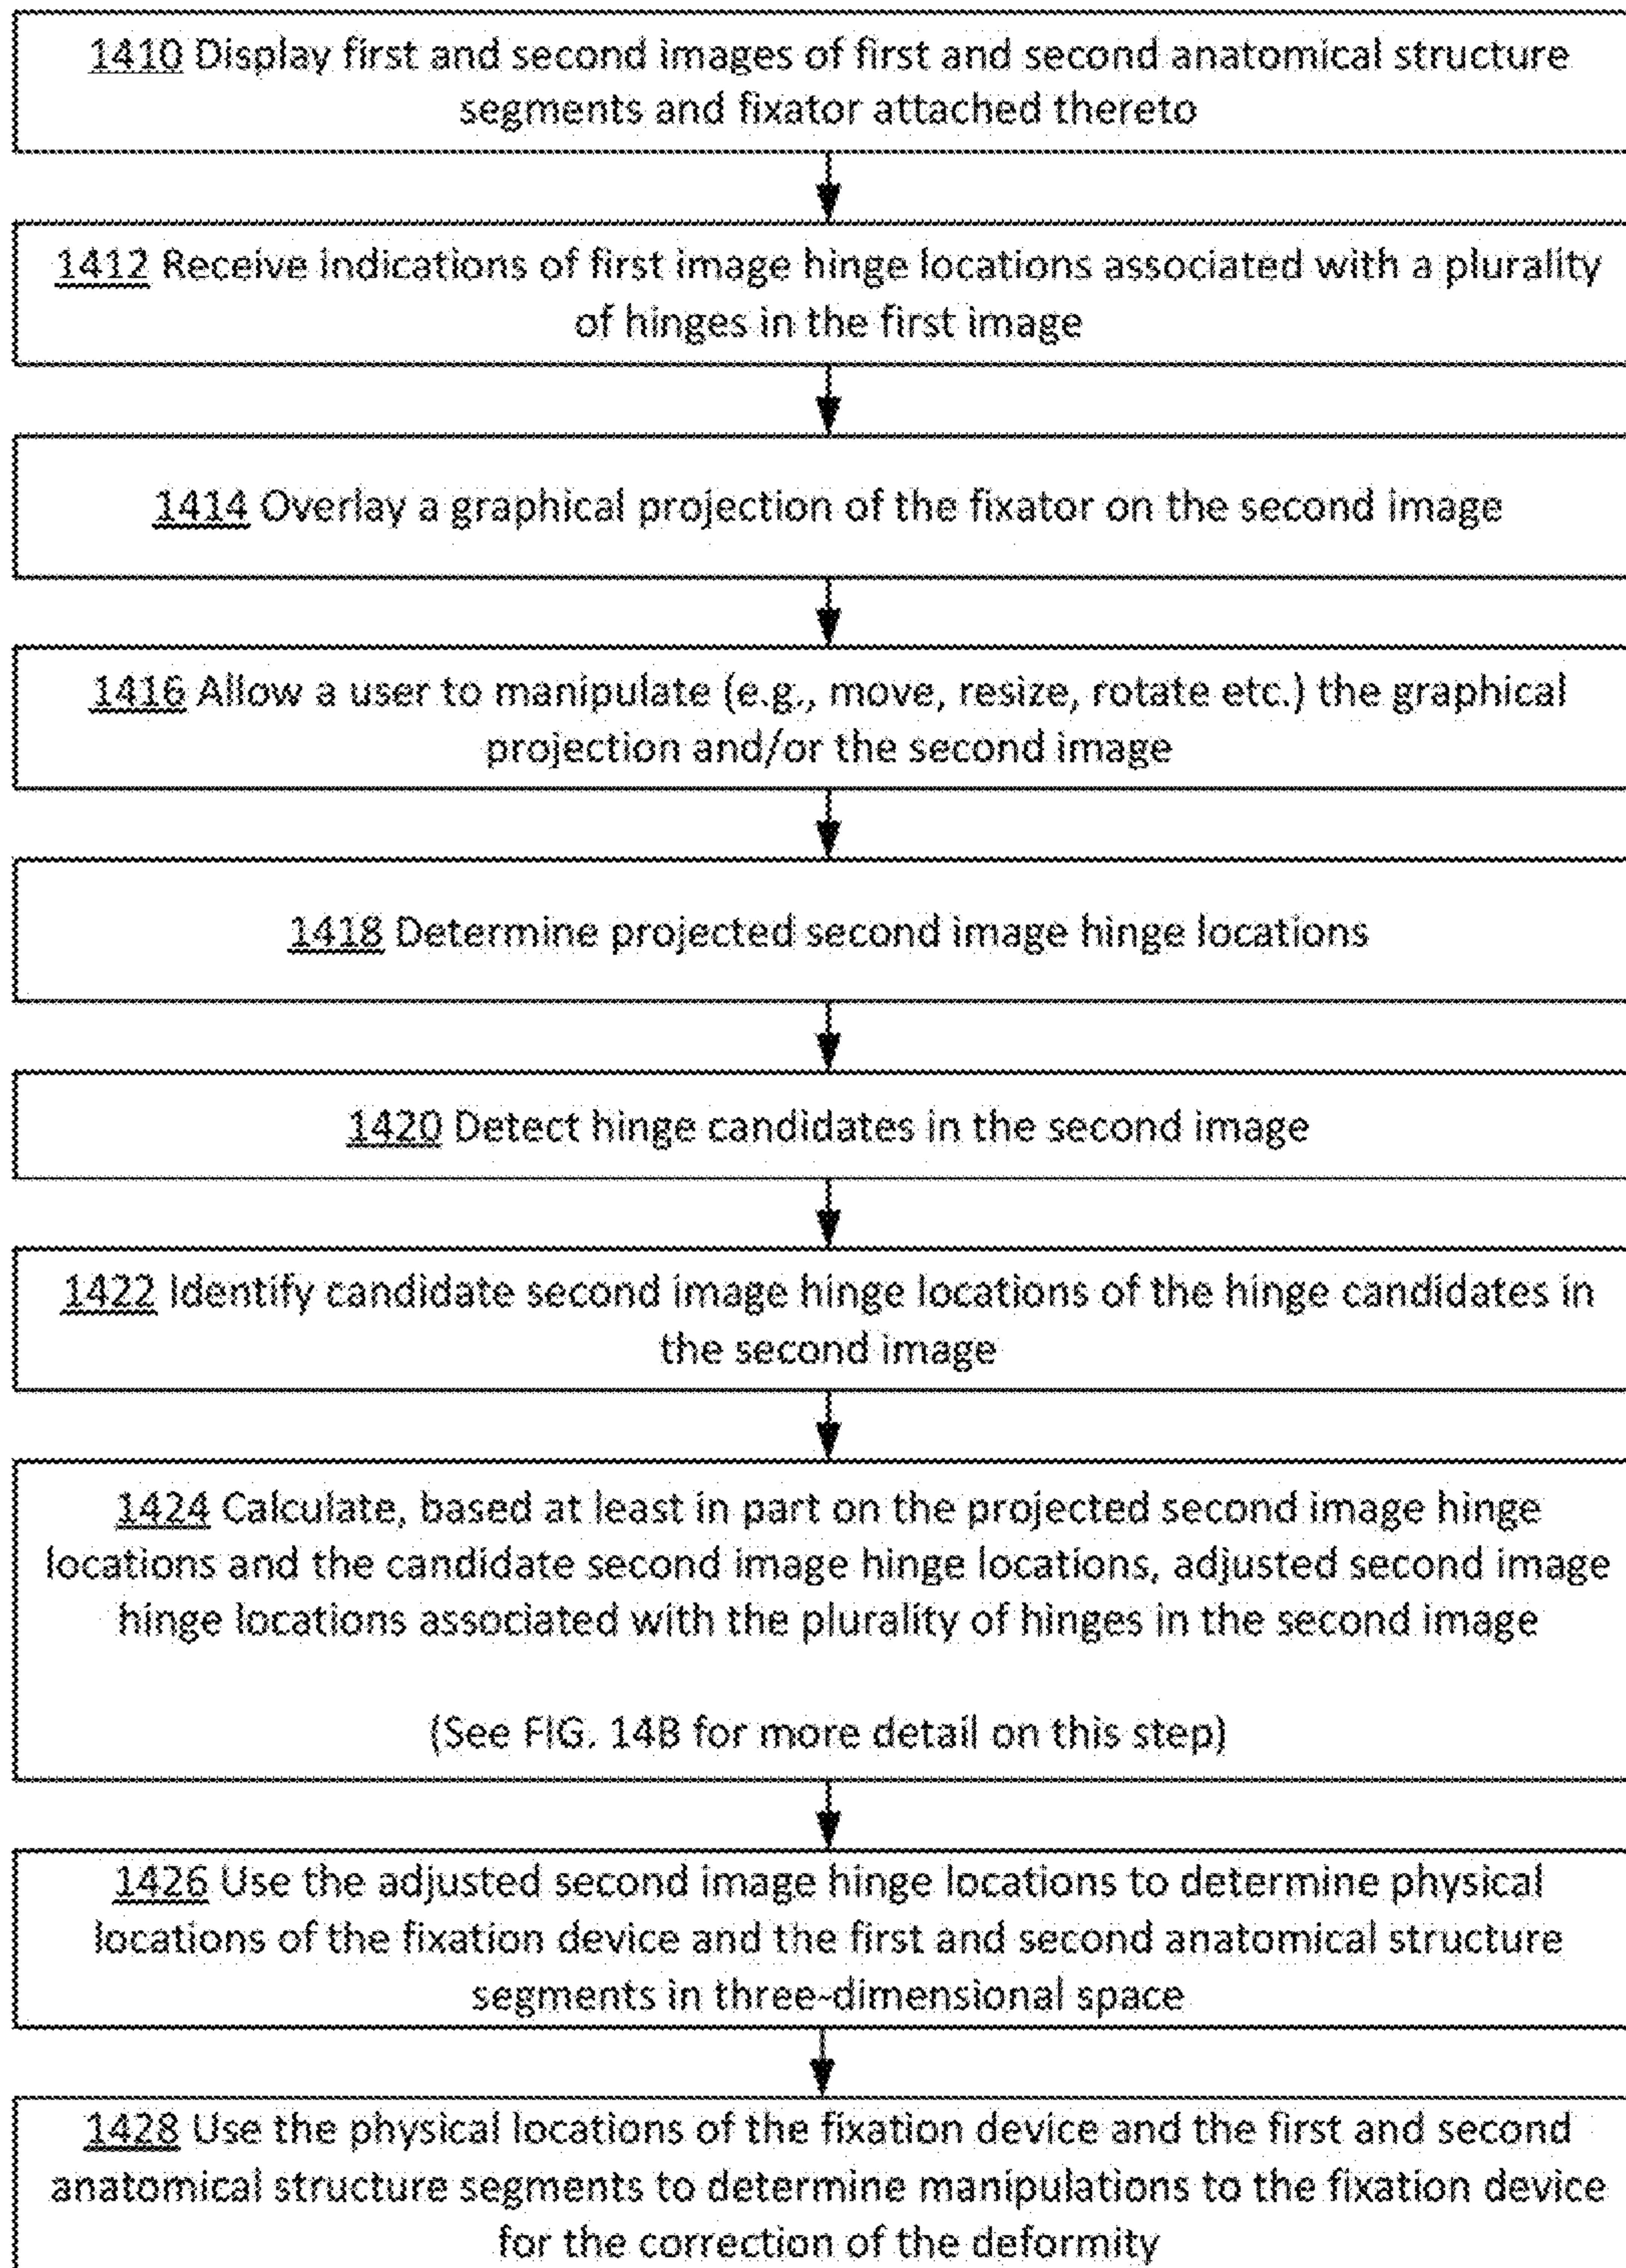 1410 Display first and second images of first and second anatomical structure
segments and fixator attached thereto
1412 Receive indications of first image hinge locations associated with a plurality
of hinges in the first image
1414 Overlay a graphical projection of the fixator on the second image
1416 Allow a user to manipulate (e.g., move, resize, rotate etc.) the graphical
projection and/or the second image
1418 Determine projected second image hinge locations
1420 Detect hinge candidates in the second image
1422 Identify candidate second image hinge locations of the hinge candidates in
the second image
1424 Calculate, based at least in part on the projected second image hinge
locations and the candidate second image hinge locations, adjusted second image
hinge locations associated with the plurality of hinges in the second image
(See FIG. 14B for more detail on this step)
1426 Use the adjusted second image hinge locations to determine physical
locations of the fixation device and the first and second anatomical structure
segments in three-dimensional space
1428 Use the physical locations of the fixation device and the first and second
anatomical structure segments to determine manipulations to the fixation device
for the correction of the deformity